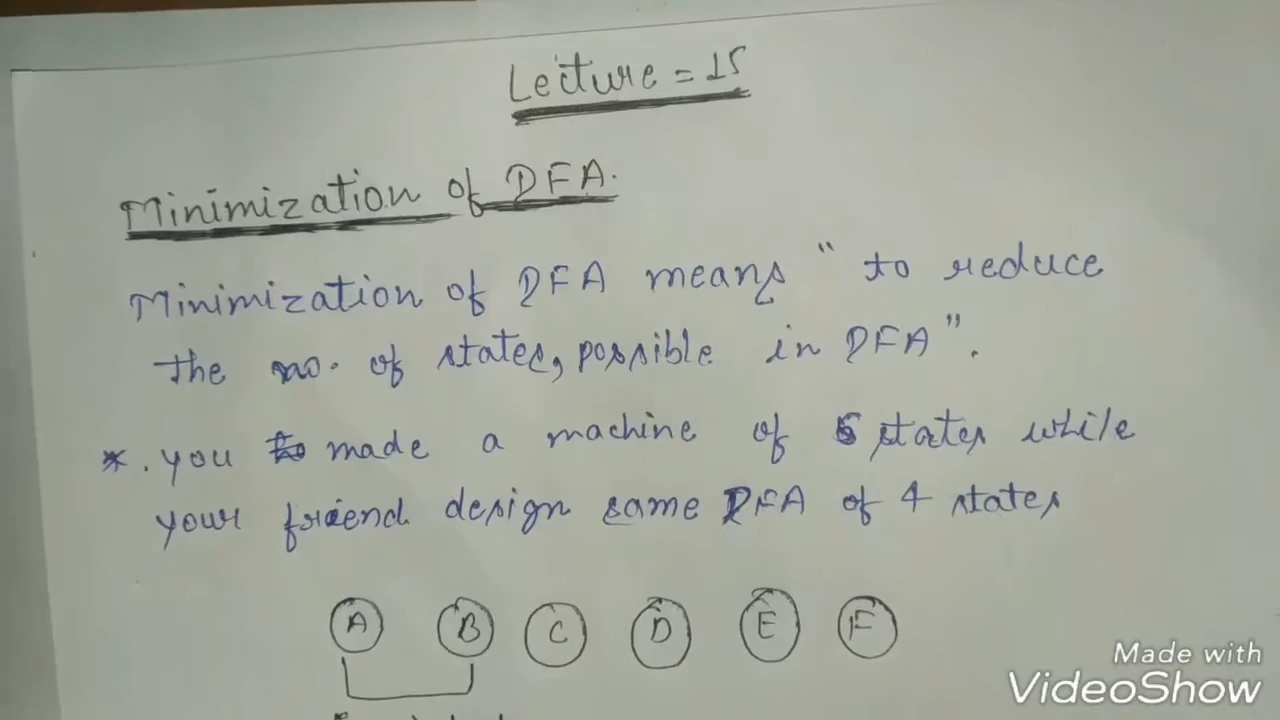 Lecture = 15
Minimization of DFA.
Minimization of DFA means " to reduce
the no. of states, possible in DFA ".
*. you made a machine of 5 states while
your friend design same DFA of 4 states
A B C D E F
Made with
VideoShow